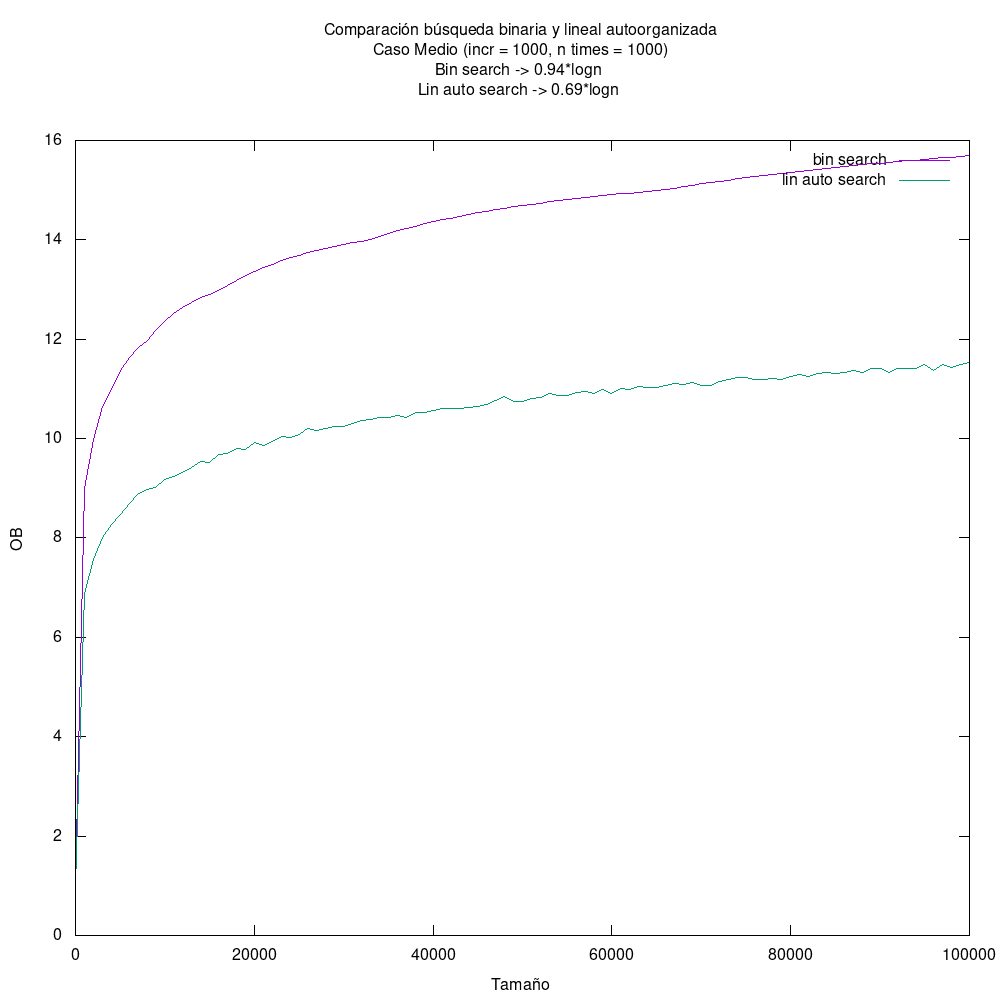 Comparación búsqueda binaria y lineal autoorganizada
Caso Medio (incr = 1000, n times = 1000)
Bin search -> 0.94*logn
Lin auto search -> 0.69*logn
16
14
12
10
8
6
4
2
0
bin search
lin auto search
OB
0
20000
40000
60000
80000
100000
Tamaño